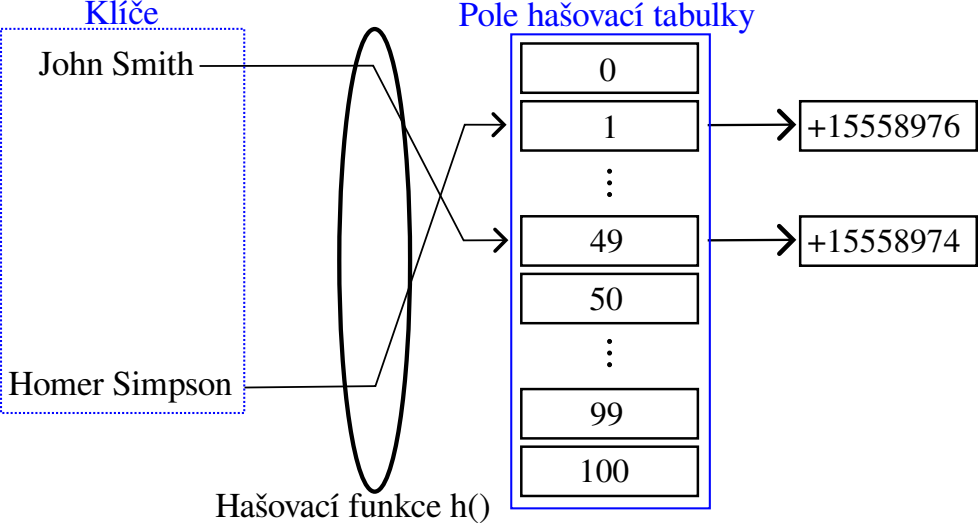 Klíče
John Smith
Homer Simpson
Hašovací funkce h()
Pole hašovací tabulky
0
1
⋮
49
50
⋮
99
100
+15558976
+15558974